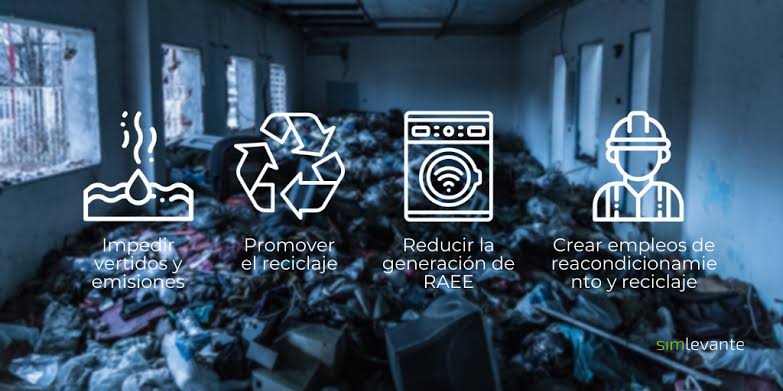 Impedir
vertidos y
emisiones
Promover
el reciclaje
Reducir la
generación de
RAEE
Crear empleos de
reacondicionamie
nto y reciclaje
simlevante